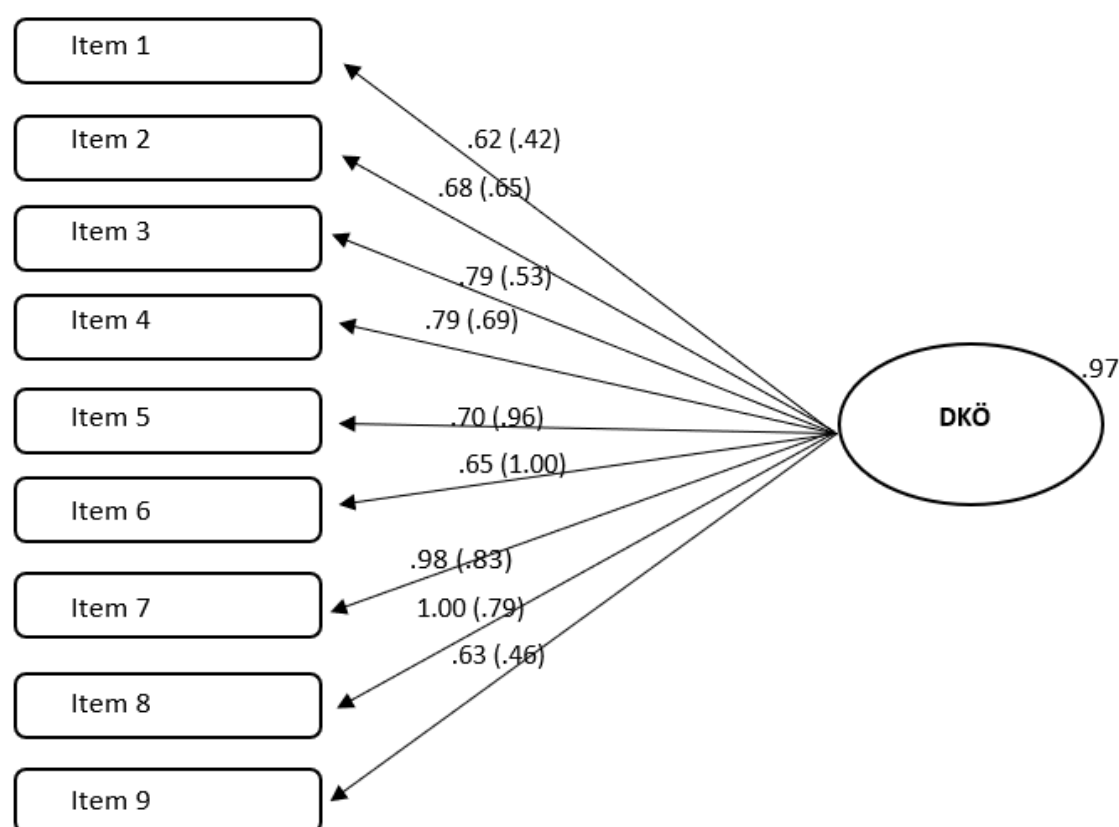 Item 1
.62 (.42)
Item 2
.68 (.65)
Item 3
.79 (.53)
Item 4
.79 (.69)
.97
Item 5
.70 (.96)
DKÖ
.65 (1.00)
Item 6
.98 (.83)
Item 7
1.00 (.79)
.63 (.46)
Item 8
Item 9